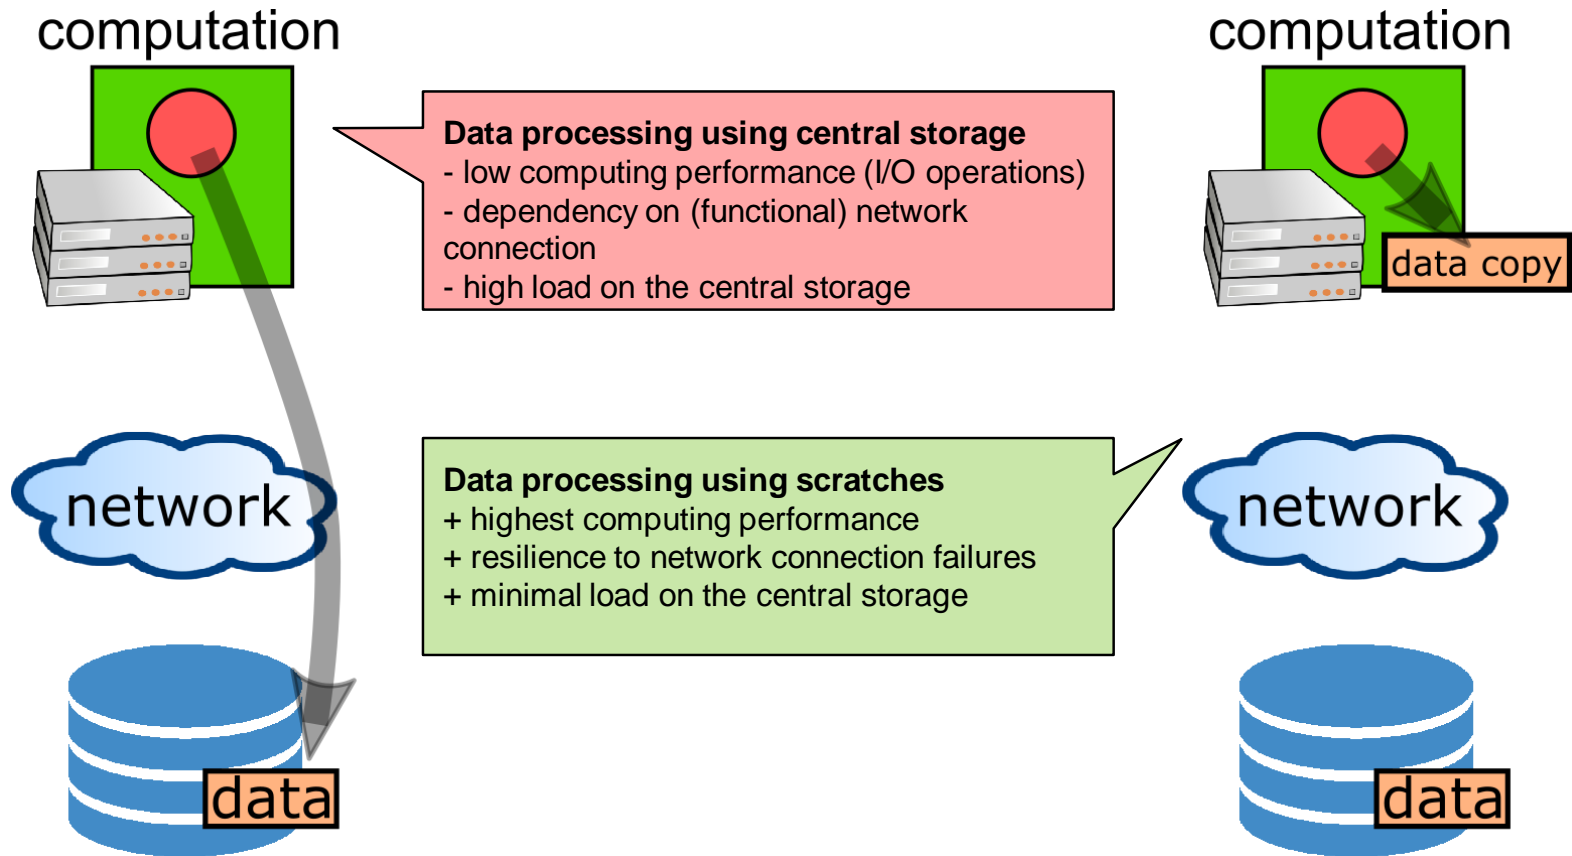 computation
computation
Data processing using central storage
- low computing performance (I/O operations)
- dependency on (functional) network
connection
- high load on the central storage
data copy
network
Data processing using scratches
+ highest computing performance
+ resilience to network connection failures
+ minimal load on the central storage
network
data
data